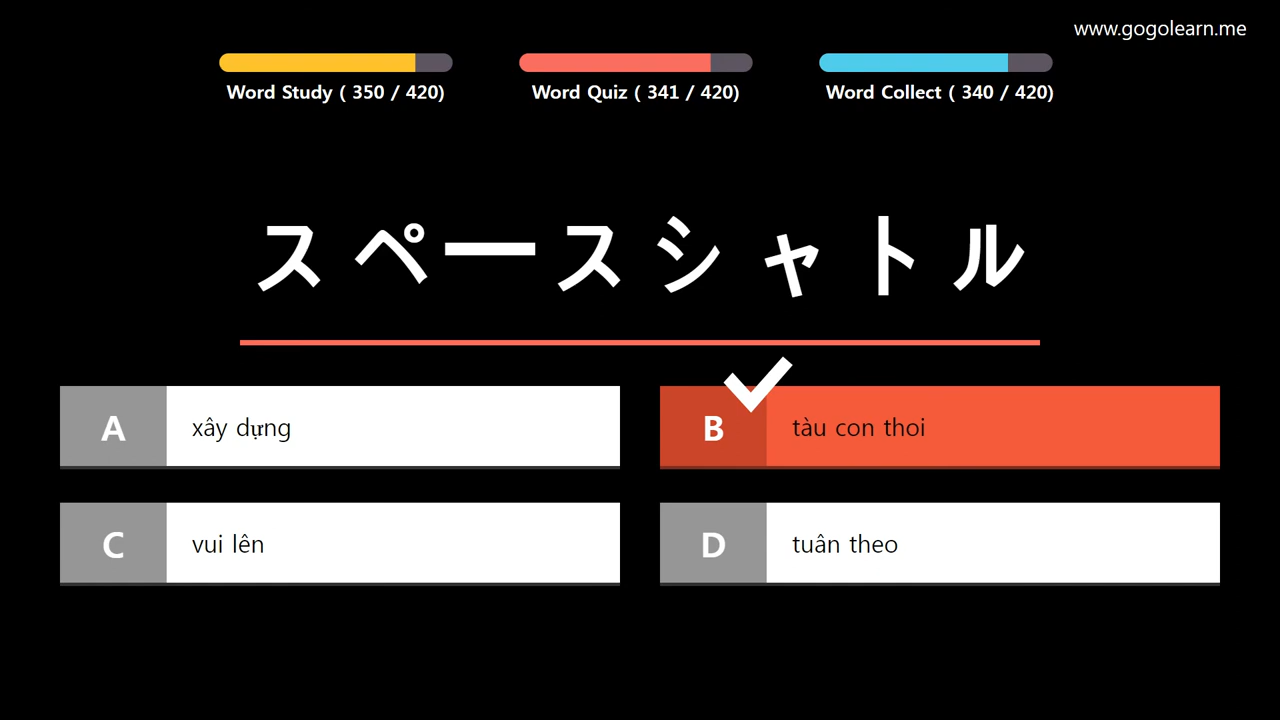 www.gogolearn.me
Word Study ( 350 / 420)
Word Quiz ( 341 / 420)
Word Collect ( 340 / 420)
スペースシャトル
A xây dựng
B tàu con thoi
C vui lên
D tuân theo